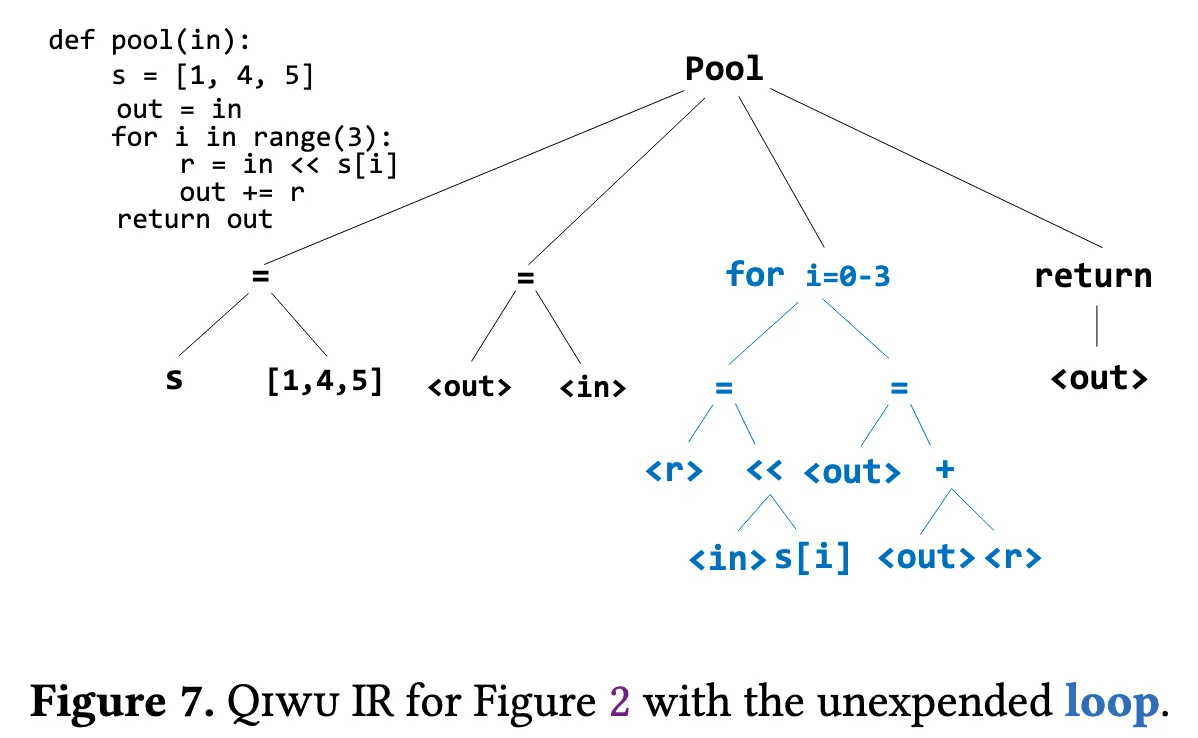 def pool(in):
s = [1, 4, 5]
out = in
for i in range(3):
r = in << s[i]
out += r
return out
Pool
= = for i=0-3 return
s [1,4,5] <out> <in> = = <out>
<r> << <out> +
<in> s[i] <out> <r>
Figure 7. QIWU IR for Figure 2 with the unexpended loop.